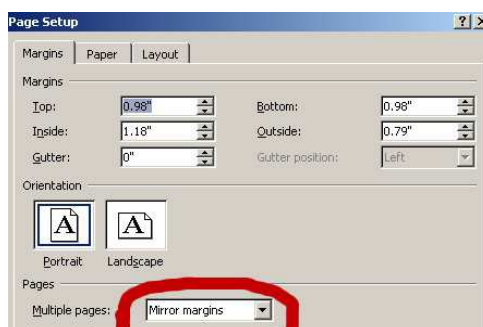 Page Setup
Margins Paper Layout
Margins
Top: 0.98" Bottom: 0.98"
Inside: 1.18" Outside: 0.79"
Gutter: 0" Gutter position: Left
Orientation
A A
Portrait Landscape
Pages
Multiple pages: Mirror margins